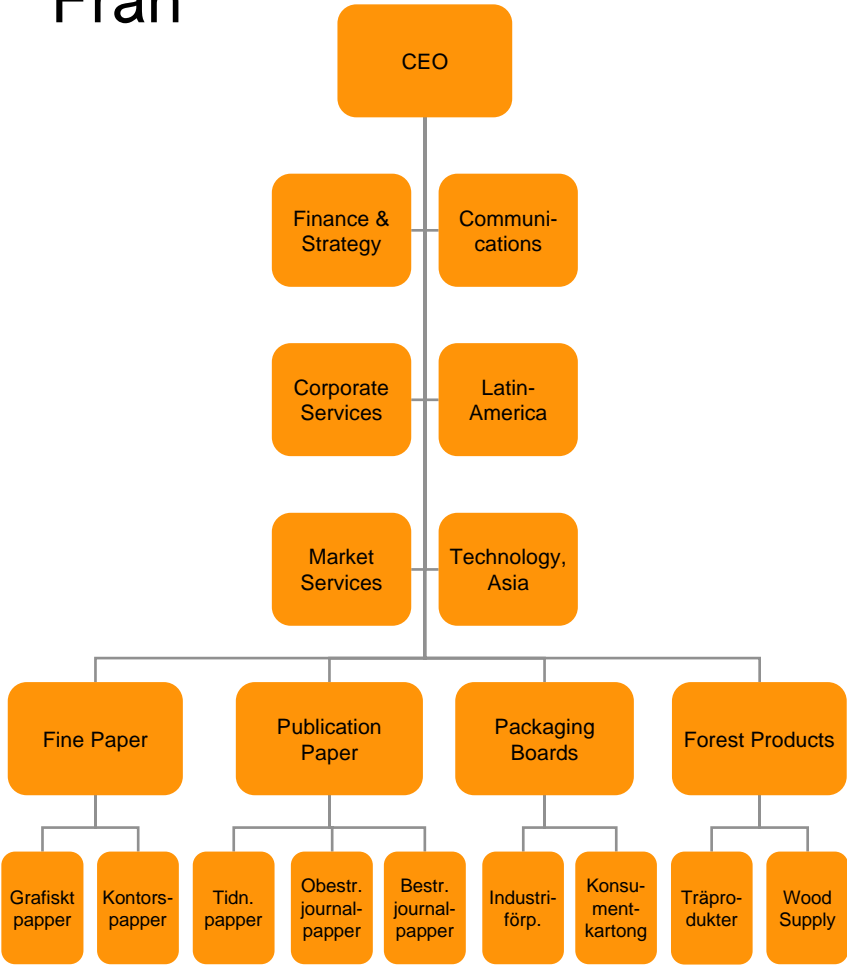 Från
CEO
Finance &
Strategy
Communi-
cations
Corporate
Services
Latin-
America
Market
Services
Technology,
Asia
Fine Paper
Publication
Paper
Packaging
Boards
Forest Products
Grafiskt
papper
Kontors-
papper
Tidn.
papper
Obestr.
journal-
papper
Bestr.
journal-
papper
Industri-
förp.
Konsu-
ment-
kartong
Träpro-
dukter
Wood
Supply